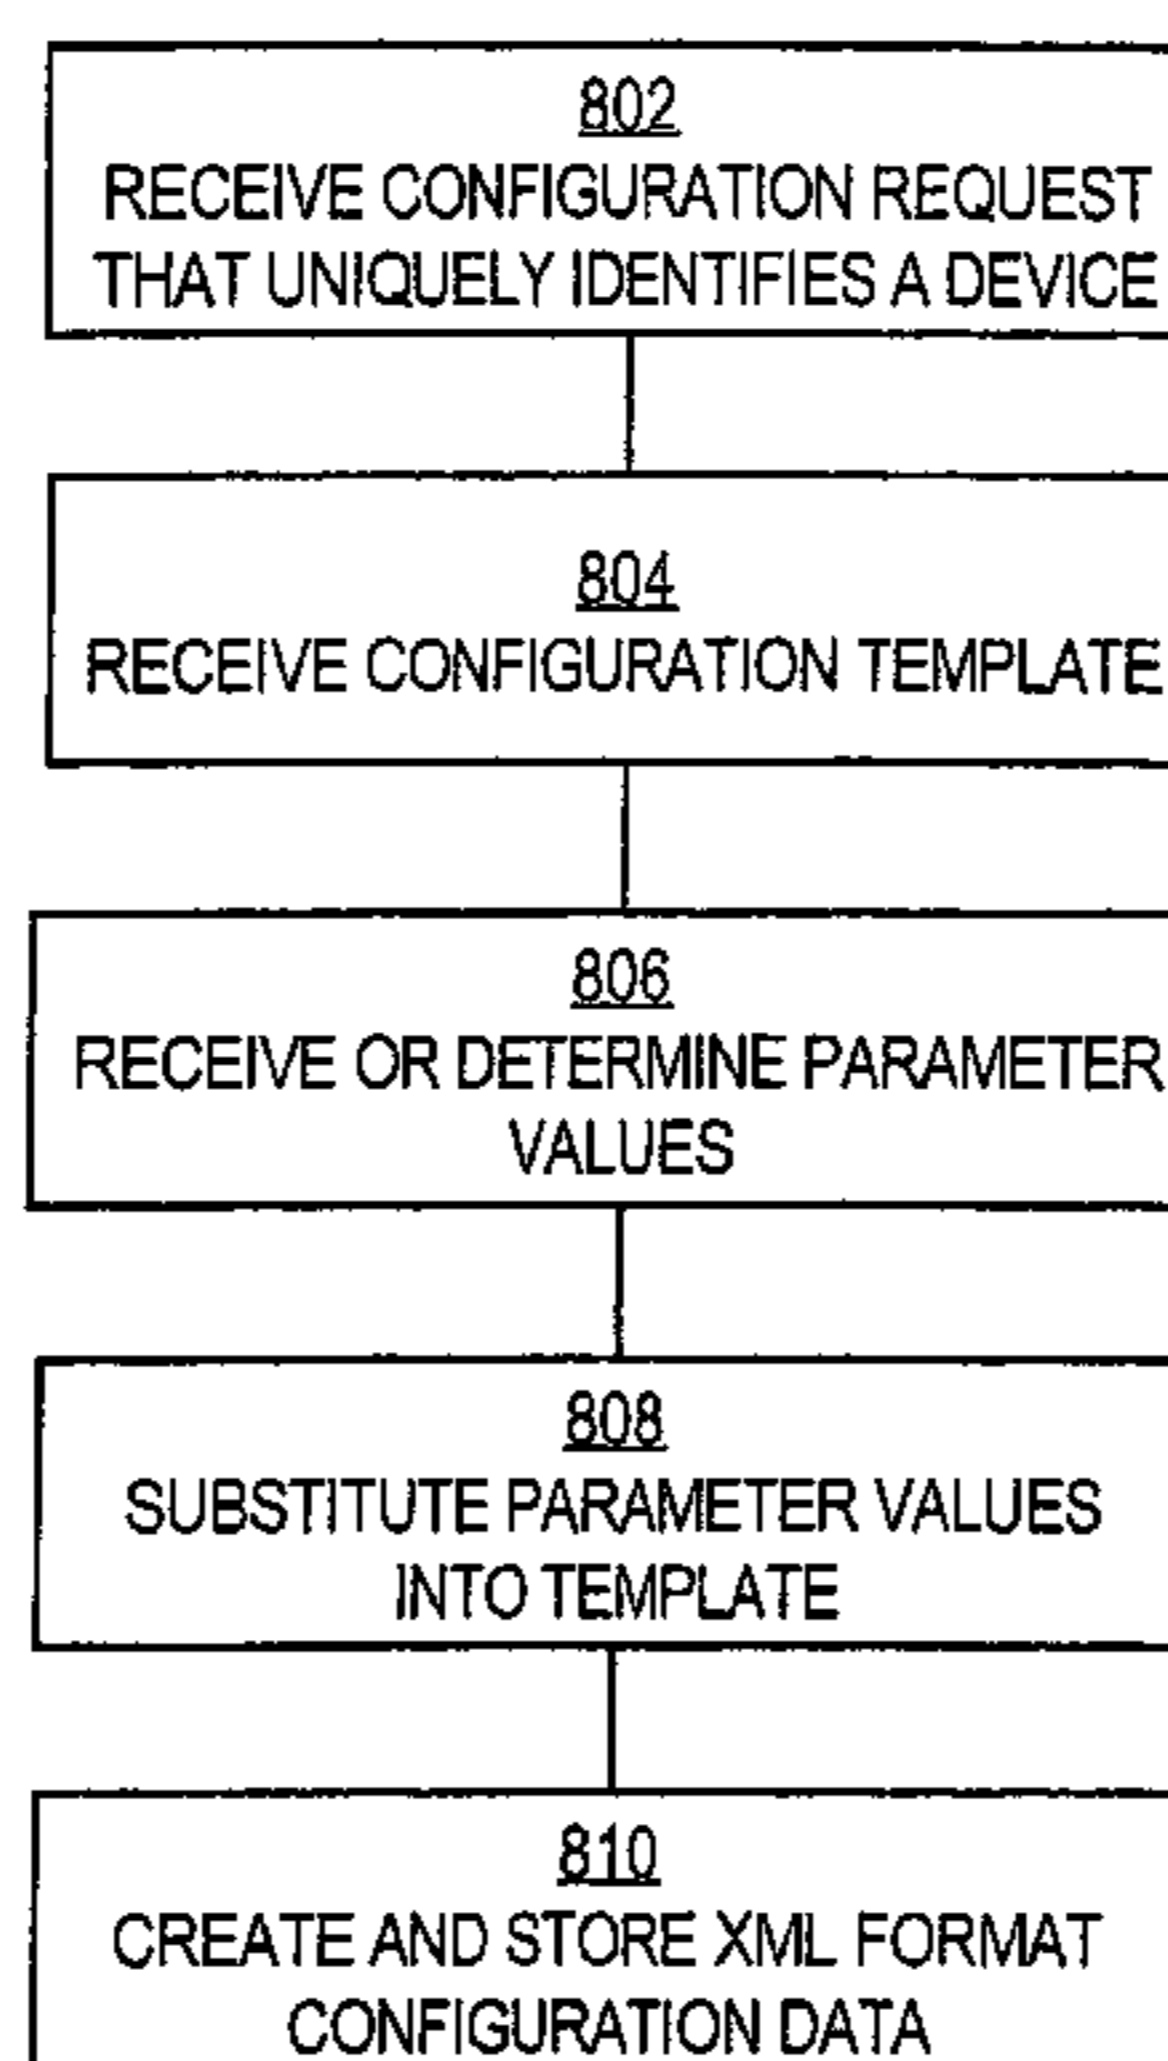 802
RECEIVE CONFIGURATION REQUEST
THAT UNIQUELY IDENTIFIES A DEVICE
804
RECEIVE CONFIGURATION TEMPLATE
806
RECEIVE OR DETERMINE PARAMETER
VALUES
808
SUBSTITUTE PARAMETER VALUES
INTO TEMPLATE
810
CREATE AND STORE XML FORMAT
CONFIGURATION DATA